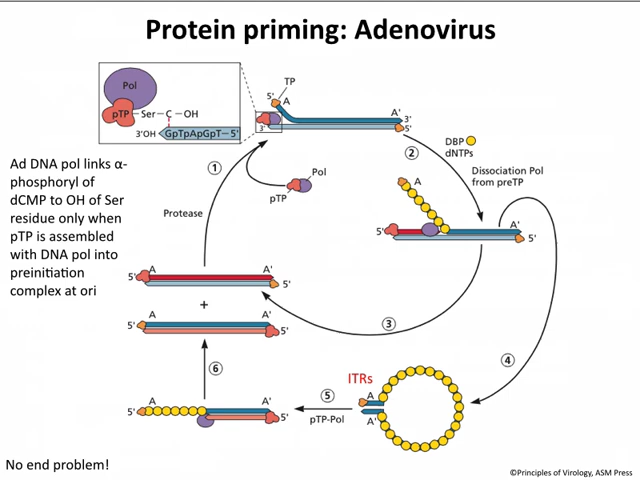 Protein priming: Adenovirus
Pol
pTP
Ser
C
OH
3'OH
GpTpApGpT
5'
TP
5'
A
A'
3'
3'
5'
1
2
DBP
dNTPs
Dissociation Pol
from preTP
Pol
pTP
Ad DNA pol links α-
phosphoryl of
dCMP to OH of Ser
residue only when
pTP is assembled
with DNA pol into
preinitiation
complex at ori
Protease
A
5'
A'
5'
A
A'
5'
5'
+
A
A'
5'
5'
3
4
6
ITRs
A
A'
5
pTP-Pol
A
A'
5'
5'
No end problem!
©Principles of Virology, ASM Press